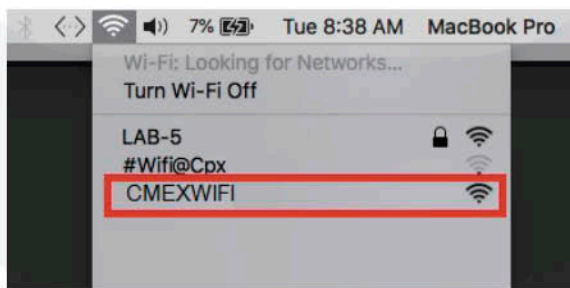 7% Tue 8:38 AM MacBook Pro
Wi-Fi: Looking for Networks...
Turn Wi-Fi Off
LAB-5
#Wifi@Cpx
CMEXWIFI